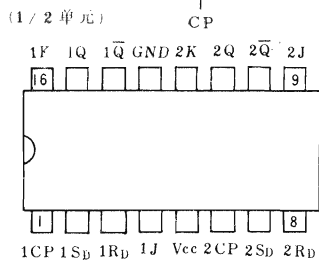 (1/2单元)
CP
1K 1Q 1Q̅ GND 2K 2Q 2Q̅ 2J
16 9
1 8
1CP 1SD 1RD 1J Vcc 2CP 2SD 2RD